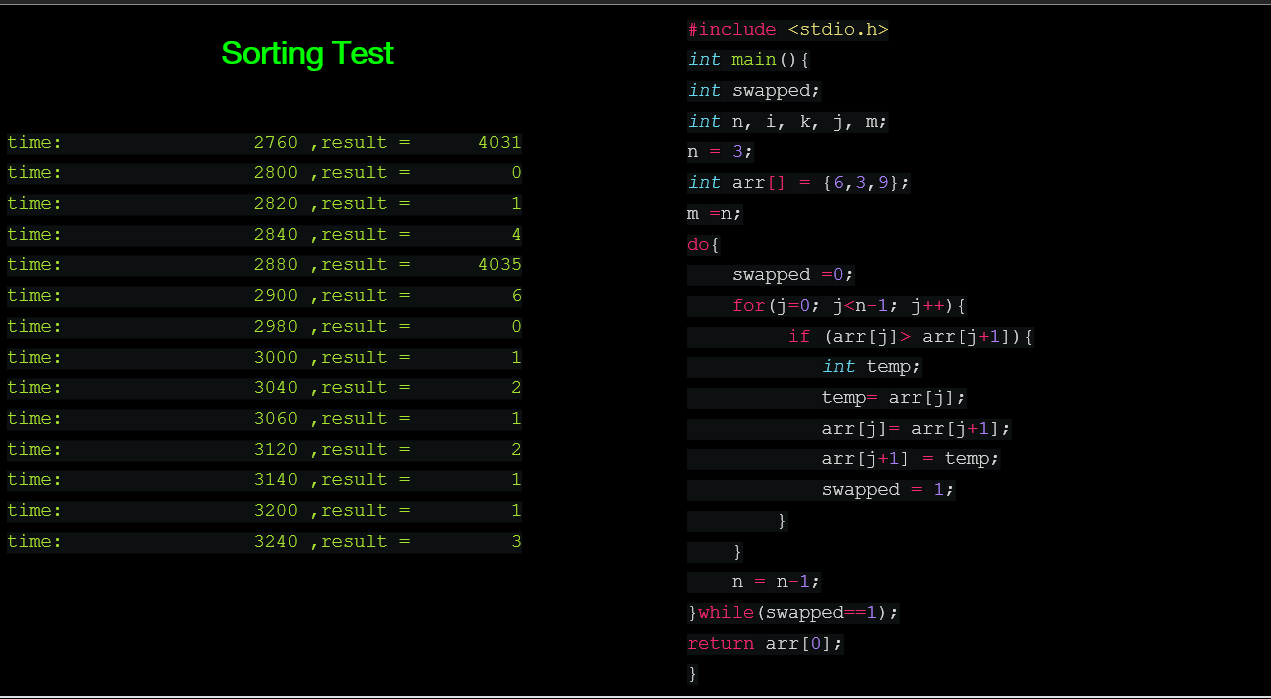 Sorting Test
time:                 2760 ,result =      4031
time:                 2800 ,result =         0
time:                 2820 ,result =         1
time:                 2840 ,result =         4
time:                 2880 ,result =      4035
time:                 2900 ,result =         6
time:                 2980 ,result =         0
time:                 3000 ,result =         1
time:                 3040 ,result =         2
time:                 3060 ,result =         1
time:                 3120 ,result =         2
time:                 3140 ,result =         1
time:                 3200 ,result =         1
time:                 3240 ,result =         3
#include <stdio.h>
int main(){
int swapped;
int n, i, k, j, m;
n = 3;
int arr[] = {6,3,9};
m =n;
do{
    swapped =0;
    for(j=0; j<n-1; j++){
         if (arr[j]> arr[j+1]){
            int temp;
            temp= arr[j];
            arr[j]= arr[j+1];
            arr[j+1] = temp;
            swapped = 1;
        }
    }
    n = n-1;
}while(swapped==1);
return arr[0];
}